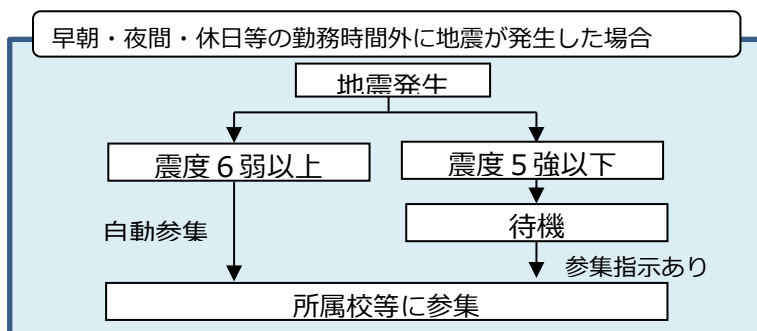 早朝・夜間・休日等の勤務時間外に地震が発生した場合
地震発生
震度６弱以上
震度５強以下
自動参集
待機
参集指示あり
所属校等に参集